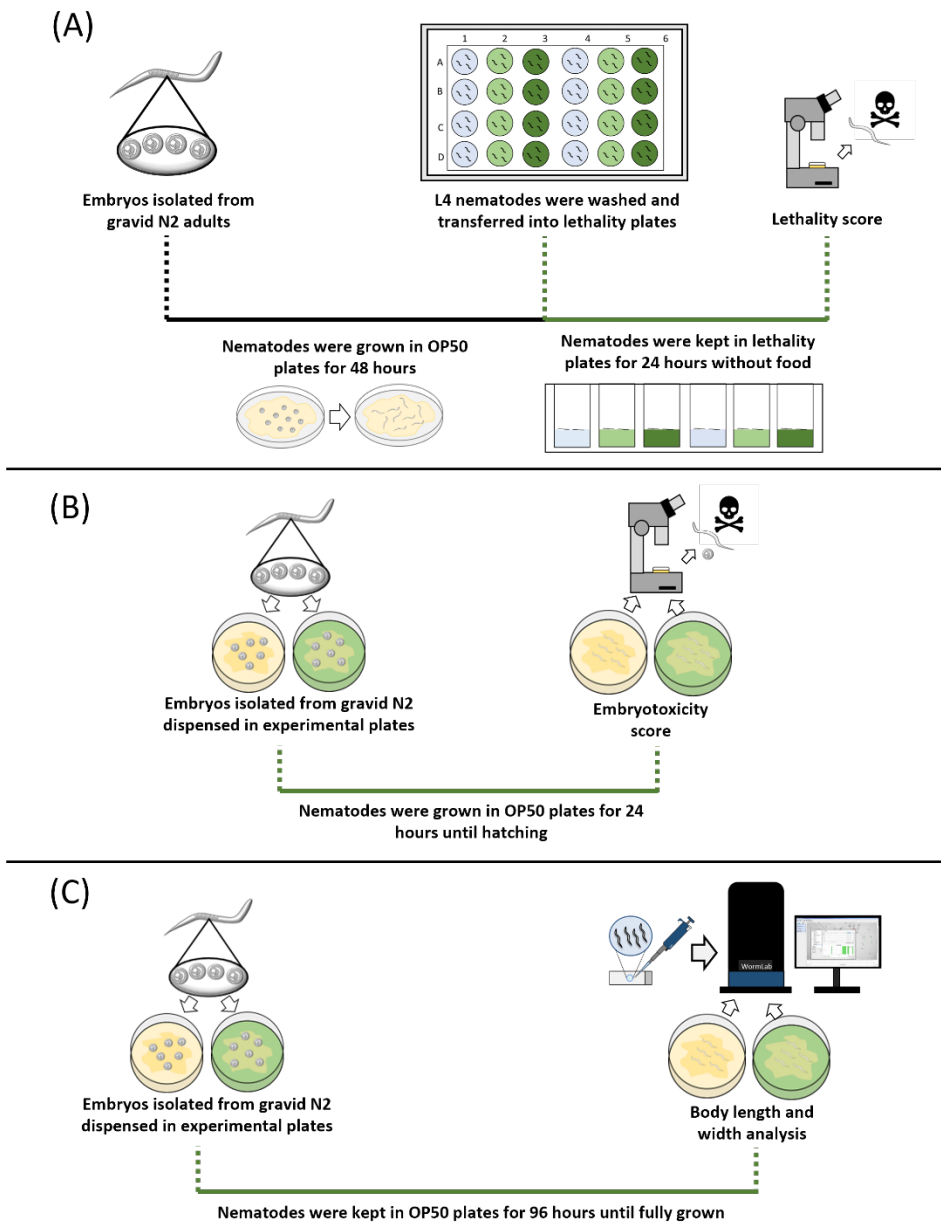 (A)
1 2 3 4 5 6
A
B
C
D
Embryos isolated from
gravid N2 adults
L4 nematodes were washed and
transferred into lethality plates
Lethality score
Nematodes were grown in OP50
plates for 48 hours
Nematodes were kept in lethality
plates for 24 hours without food
(B)
Embryos isolated from gravid N2
dispensed in experimental plates
Embryotoxicity
score
Nematodes were grown in OP50 plates for 24
hours until hatching
(C)
WormLab
Embryos isolated from gravid N2
dispensed in experimental plates
Body length and
width analysis
Nematodes were kept in OP50 plates for 96 hours until fully grown